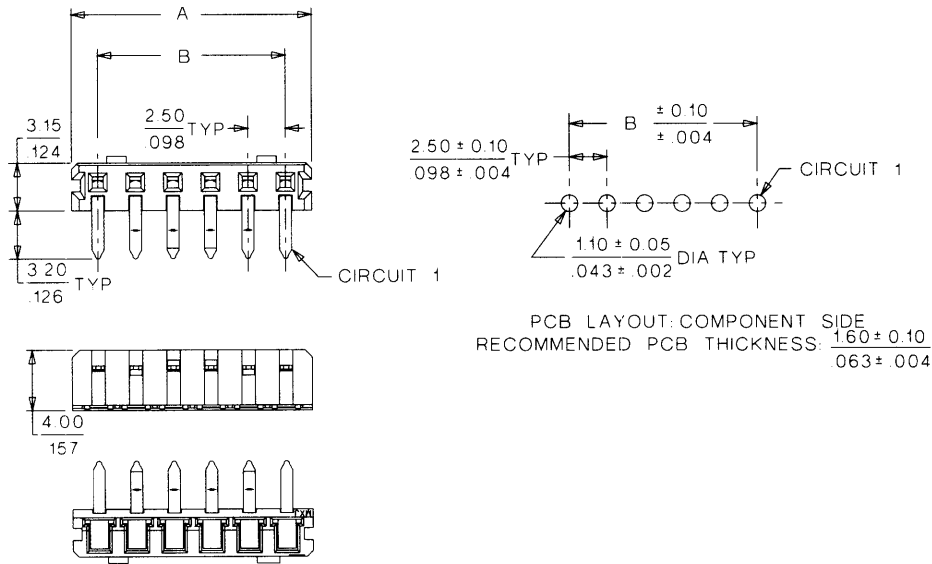 A
B
2.50
.098
TYP
3.15
.124
3.20
.126
TYP
CIRCUIT 1
4.00
157
B ± 0.10
± .004
2.50 ± 0.10
.098 ± .004
TYP
CIRCUIT 1
1.10 ± 0.05
.043 ± .002
DIA TYP
PCB LAYOUT: COMPONENT SIDE
RECOMMENDED PCB THICKNESS: 1.60 ± 0.10
.063 ± .004